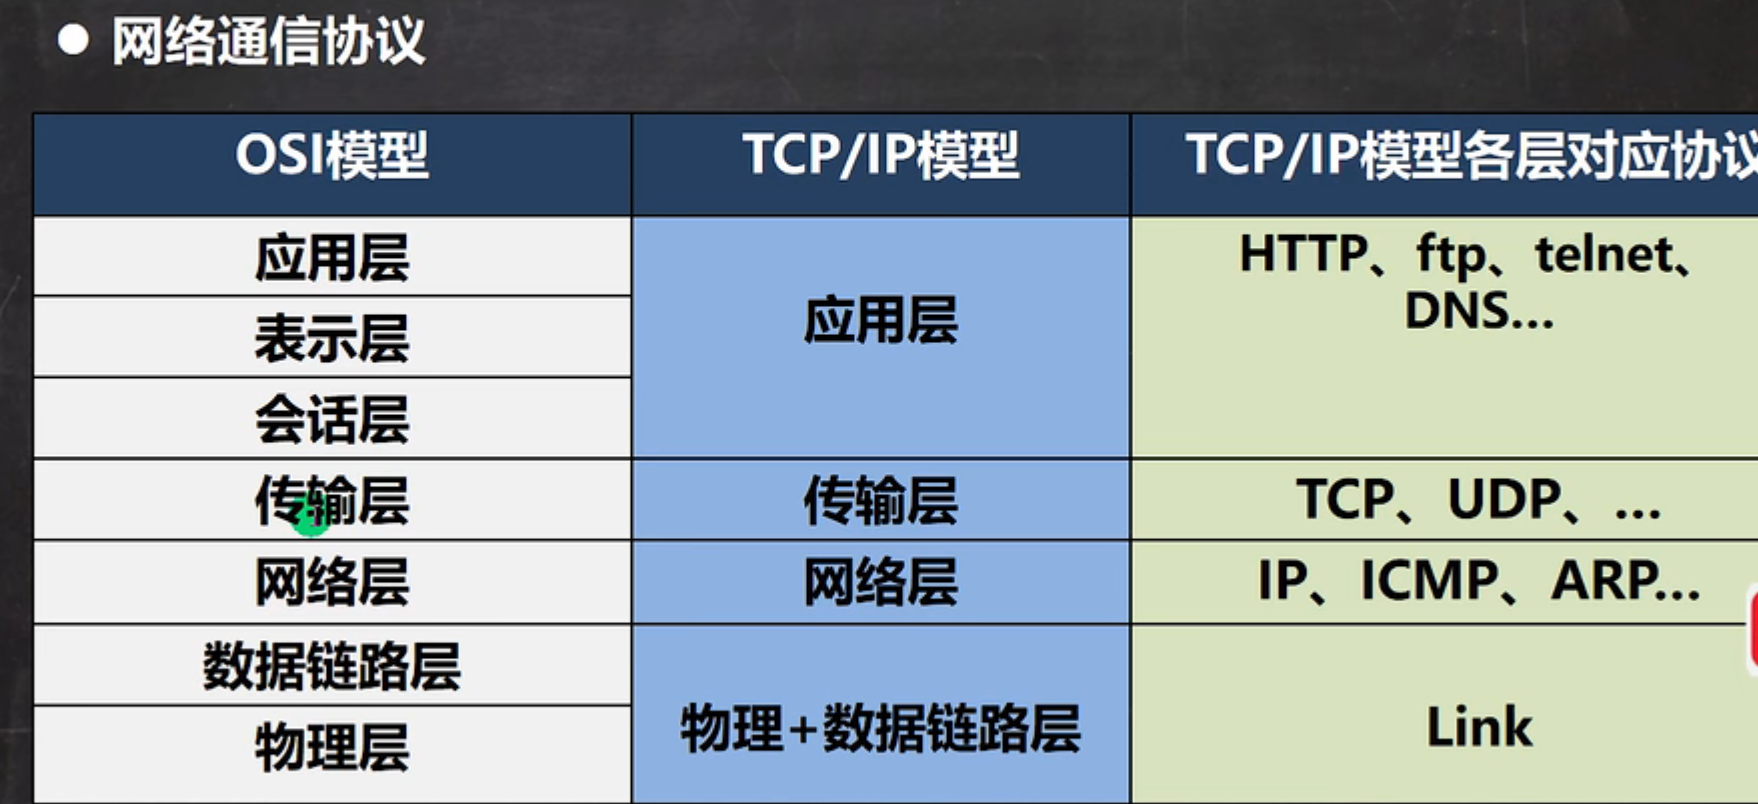 ● 网络通信协议
OSI模型
TCP/IP模型
TCP/IP模型各层对应协议
应用层
表示层
会话层
传输层
网络层
数据链路层
物理层
应用层
传输层
网络层
物理+数据链路层
HTTP、ftp、telnet、
DNS...
TCP、UDP、...
IP、ICMP、ARP...
Link